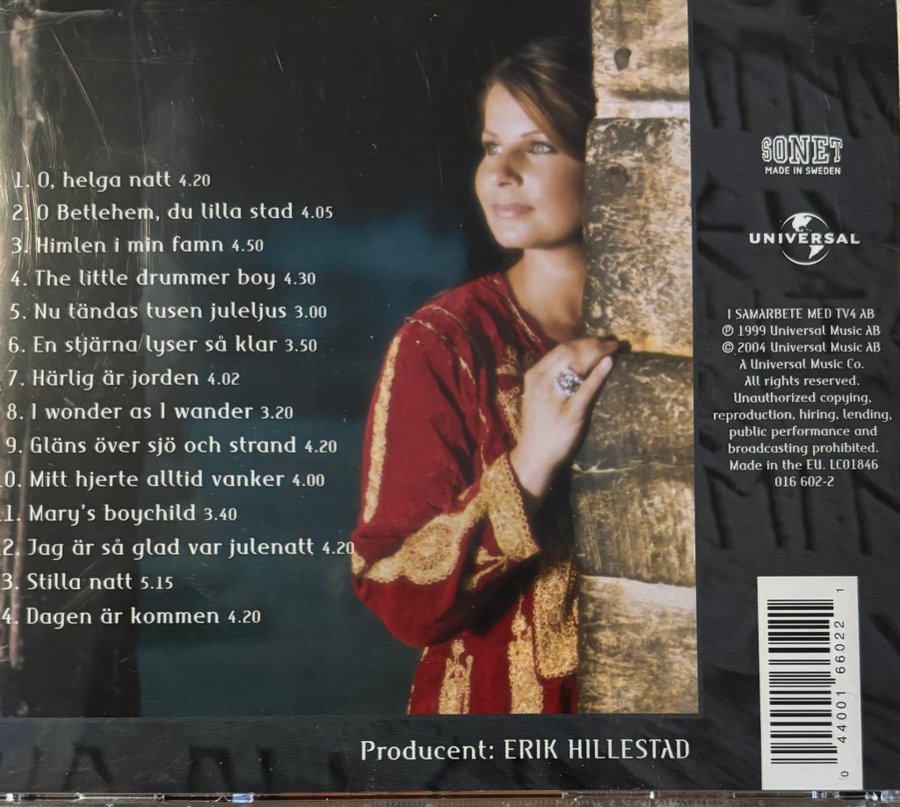 1. O, helga natt 4.20
2. O Betlehem, du lilla stad 4.05
3. Himlen i min famn 4.50
4. The little drummer boy 4.30
5. Nu tändas tusen juleljus 3.00
6. En stjärna lyser så klar 3.50
7. Härlig är jorden 4.02
8. I wonder as I wander 3.20
9. Gläns över sjö och strand 4.20
0. Mitt hjerte alltid vanker 4.00
1. Mary's boychild 3.40
2. Jag är så glad var julenatt 4.20
3. Stilla natt 5.15
4. Dagen är kommen 4.20
Producent: ERIK HILLESTAD
SONET
MADE IN SWEDEN
UNIVERSAL
I SAMARBETE MED TV4 AB
℗ 1999 Universal Music AB
© 2004 Universal Music AB
A Universal Music Co.
All rights reserved.
Unauthorized copying,
reproduction, hiring, lending,
public performance and
broadcasting prohibited.
Made in the EU. LC01846
016 602-2
0 44001 66022 1